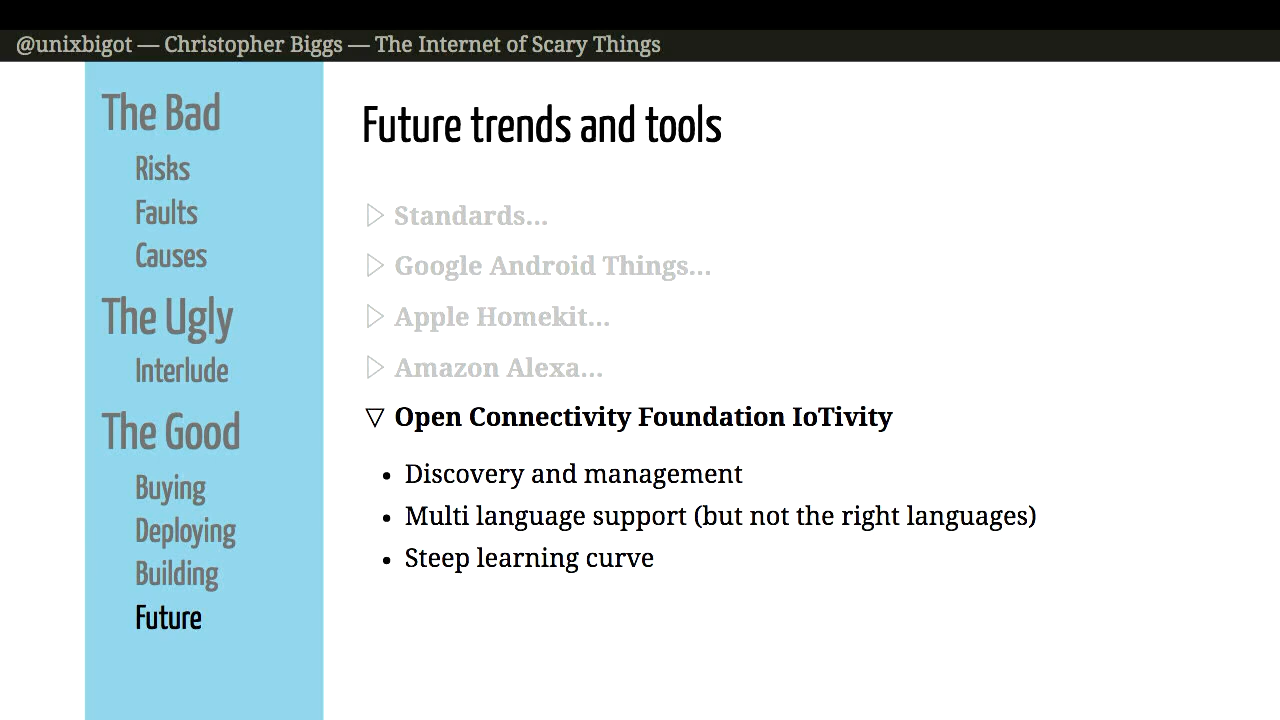 @unixbigot — Christopher Biggs — The Internet of Scary Things
The Bad
Risks
Faults
Causes
The Ugly
Interlude
The Good
Buying
Deploying
Building
Future
Future trends and tools
▷ Standards...
▷ Google Android Things...
▷ Apple Homekit...
▷ Amazon Alexa...
▽ Open Connectivity Foundation IoTivity
• Discovery and management
• Multi language support (but not the right languages)
• Steep learning curve